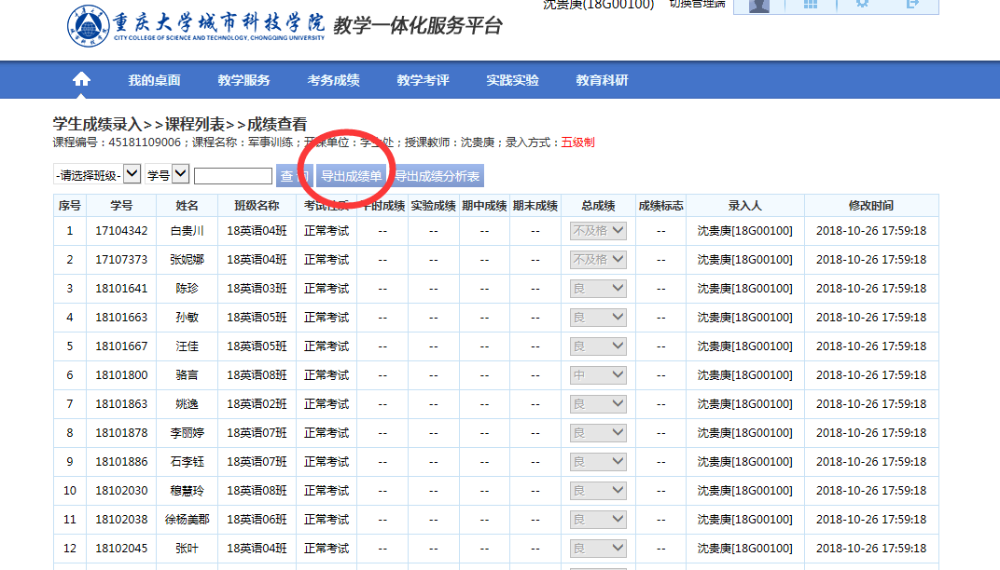 沈贵庚(18G00100) 切换管理端
重庆大学城市科技学院 教学一体化服务平台
CITY COLLEGE OF SCIENCE AND TECHNOLOGY, CHONGQING UNIVERSITY
我的桌面 教学服务 考务成绩 教学考评 实践实验 教育科研
学生成绩录入>>课程列表>>成绩查看
课程编号：45181109006；课程名称：军事训练；开课单位：学生处；授课教师：沈贵庚；录入方式：五级制
-请选择班级- 学号 查 询 导出成绩单 导出成绩分析表
序号 学号 姓名 班级名称 考试性质 平时成绩 实验成绩 期中成绩 期末成绩 总成绩 成绩标志 录入人 修改时间
1 17104342 白贵川 18英语04班 正常考试 -- -- -- -- 不及格 -- 沈贵庚[18G00100] 2018-10-26 17:59:18
2 17107373 张妮娜 18英语04班 正常考试 -- -- -- -- 不及格 -- 沈贵庚[18G00100] 2018-10-26 17:59:18
3 18101641 陈珍 18英语03班 正常考试 -- -- -- -- 良 -- 沈贵庚[18G00100] 2018-10-26 17:59:18
4 18101663 孙敏 18英语05班 正常考试 -- -- -- -- 良 -- 沈贵庚[18G00100] 2018-10-26 17:59:18
5 18101667 汪佳 18英语05班 正常考试 -- -- -- -- 良 -- 沈贵庚[18G00100] 2018-10-26 17:59:18
6 18101800 骆言 18英语08班 正常考试 -- -- -- -- 中 -- 沈贵庚[18G00100] 2018-10-26 17:59:18
7 18101863 姚逸 18英语02班 正常考试 -- -- -- -- 良 -- 沈贵庚[18G00100] 2018-10-26 17:59:18
8 18101878 李丽婷 18英语07班 正常考试 -- -- -- -- 良 -- 沈贵庚[18G00100] 2018-10-26 17:59:18
9 18101886 石李钰 18英语07班 正常考试 -- -- -- -- 良 -- 沈贵庚[18G00100] 2018-10-26 17:59:18
10 18102030 穆慧玲 18英语08班 正常考试 -- -- -- -- 良 -- 沈贵庚[18G00100] 2018-10-26 17:59:18
11 18102038 徐杨美郡 18英语06班 正常考试 -- -- -- -- 良 -- 沈贵庚[18G00100] 2018-10-26 17:59:18
12 18102045 张叶 18英语04班 正常考试 -- -- -- -- 良 -- 沈贵庚[18G00100] 2018-10-26 17:59:18